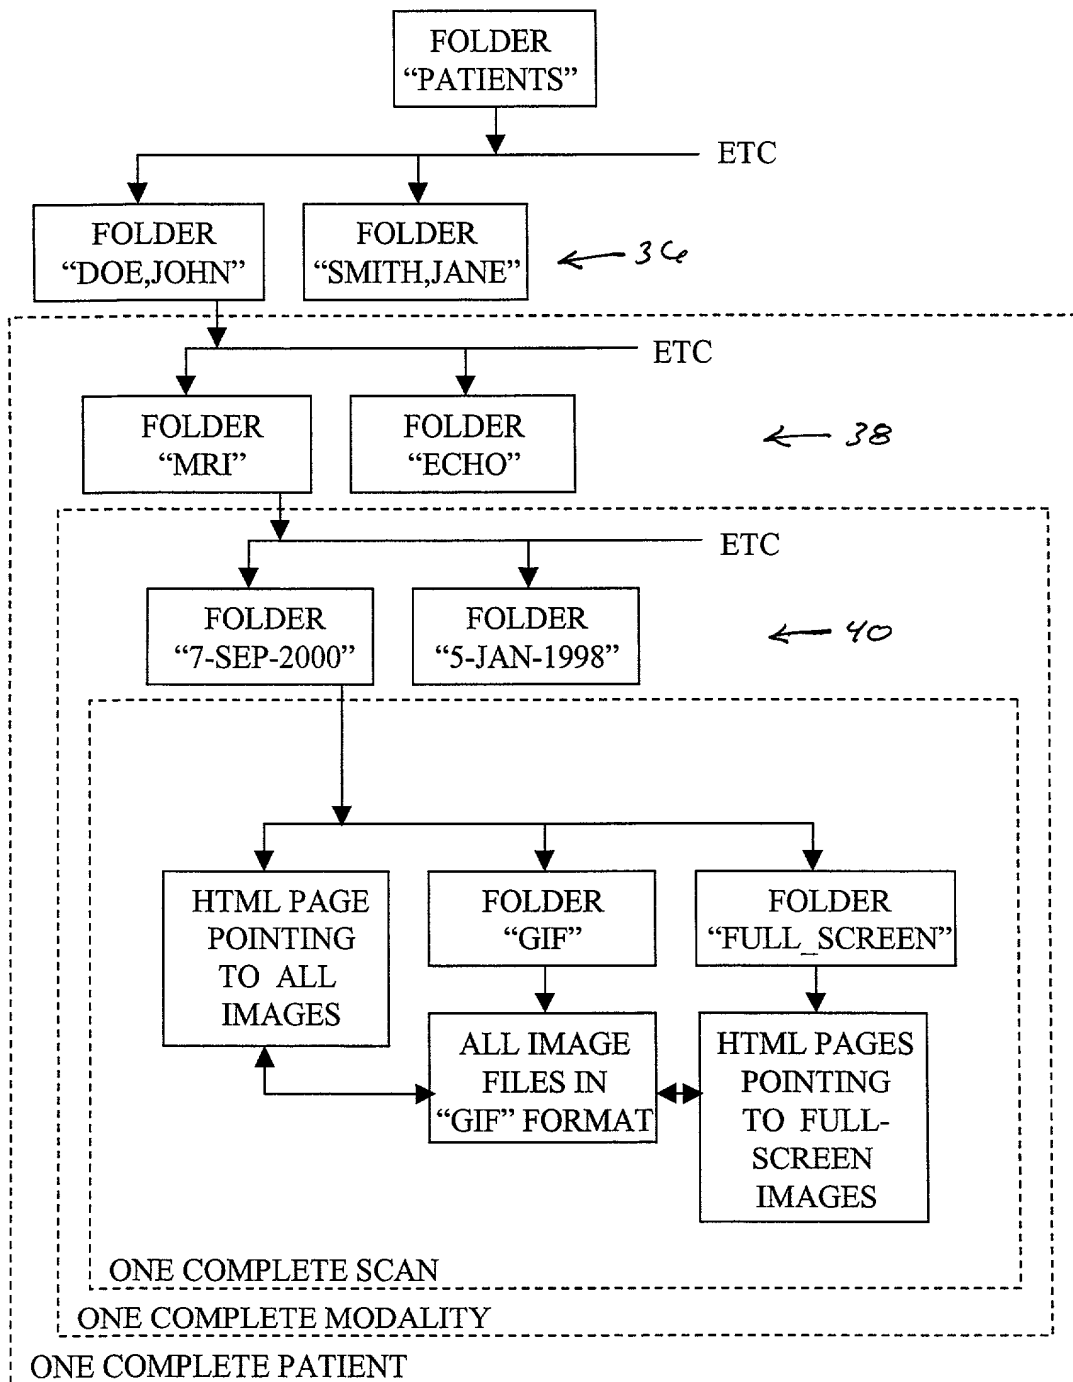 FOLDER
“PATIENTS”
ETC
FOLDER
“DOE,JOHN”
FOLDER
“SMITH,JANE”
36
ETC
FOLDER
“MRI”
FOLDER
“ECHO”
38
ETC
FOLDER
“7-SEP-2000”
FOLDER
“5-JAN-1998”
40
HTML PAGE
POINTING
TO ALL
IMAGES
FOLDER
“GIF”
FOLDER
“FULL_SCREEN”
ALL IMAGE
FILES IN
“GIF” FORMAT
HTML PAGES
POINTING
TO FULL-
SCREEN
IMAGES
ONE COMPLETE SCAN
ONE COMPLETE MODALITY
ONE COMPLETE PATIENT